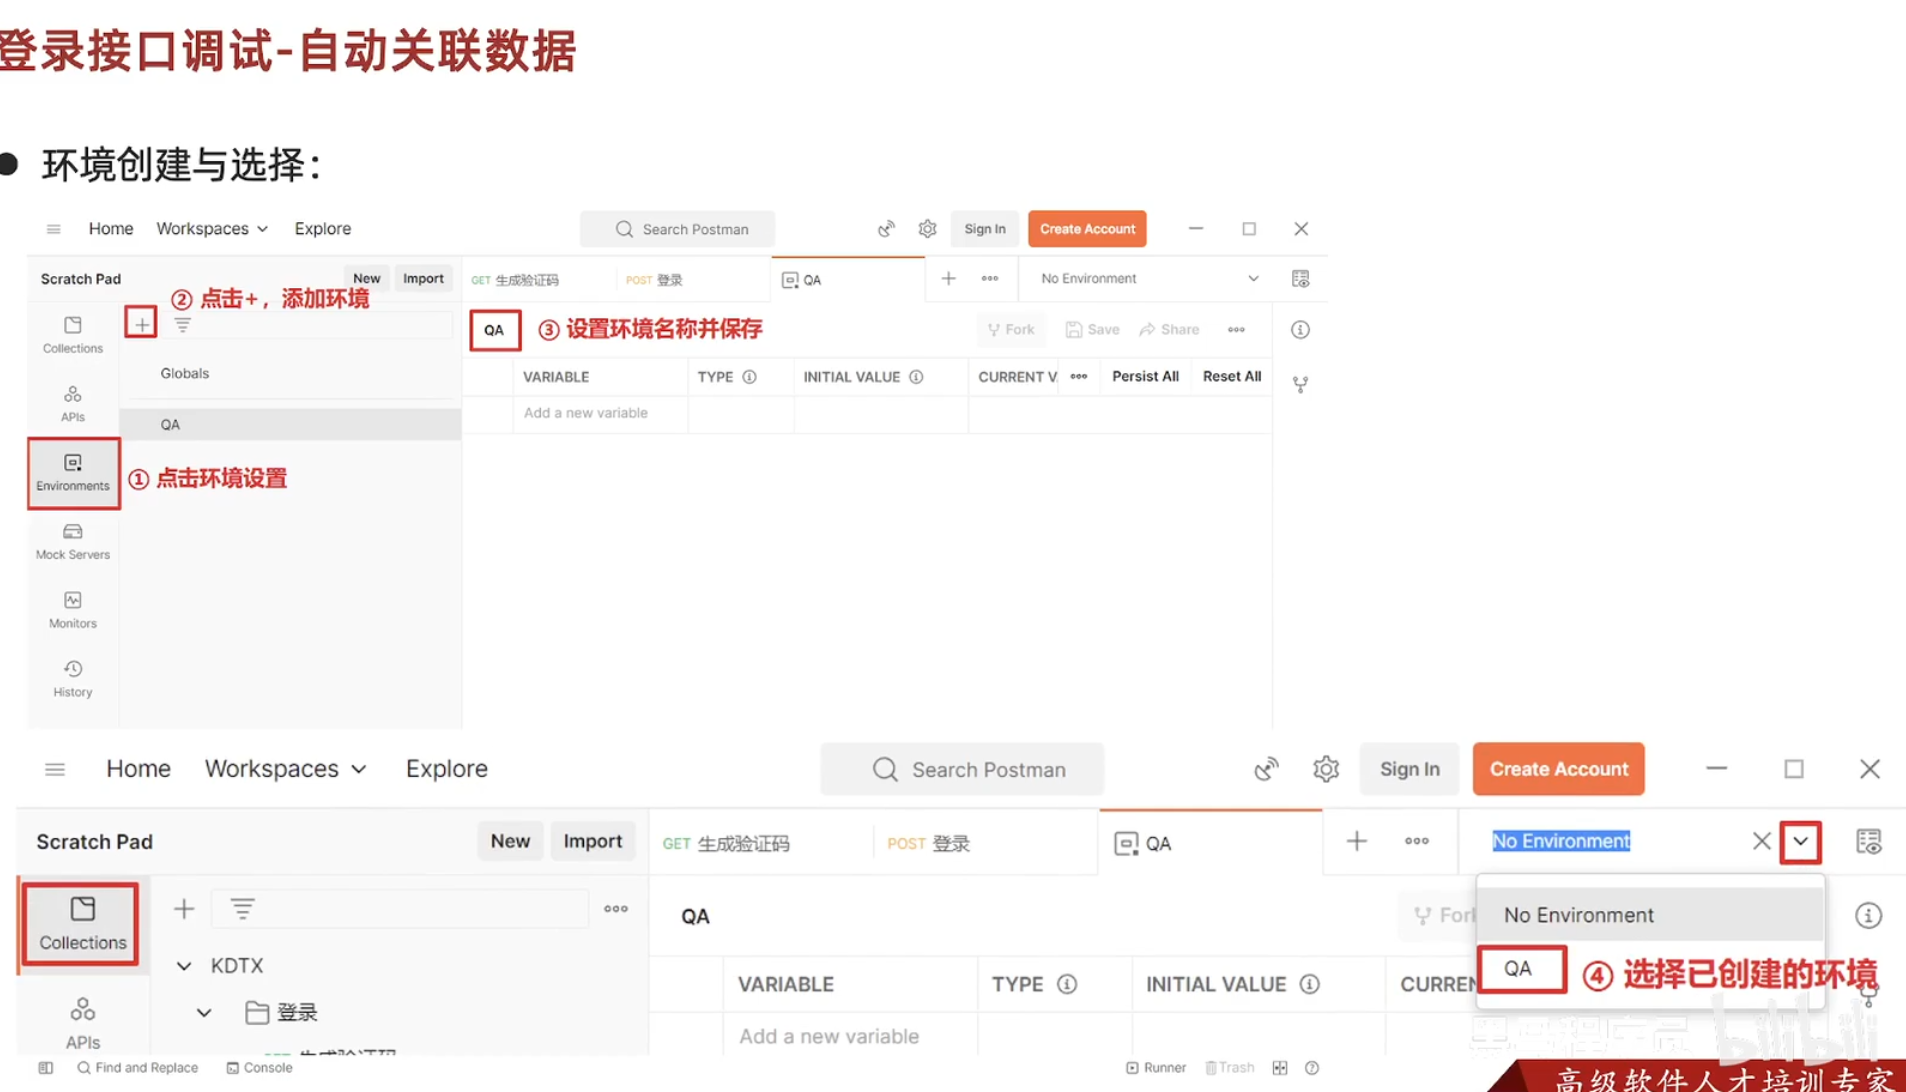 登录接口调试-自动关联数据
● 环境创建与选择：
Home Workspaces Explore Search Postman Sign In Create Account
Scratch Pad New Import GET 生成验证码 POST 登录 QA No Environment
② 点击+，添加环境
QA ③ 设置环境名称并保存 Fork Save Share
Collections
Globals
VARIABLE TYPE INITIAL VALUE CURRENT V. Persist All Reset All
APIs
QA
Add a new variable
Environments
① 点击环境设置
Mock Servers
Monitors
History
Home Workspaces Explore Search Postman Sign In Create Account
Scratch Pad New Import GET 生成验证码 POST 登录 QA No Environment
Collections
QA
No Environment
KDTX
QA ④ 选择已创建的环境
登录
VARIABLE TYPE INITIAL VALUE
APIs
Add a new variable
Find and Replace Console Runner Trash
bilibili
高级软件人才培训专家